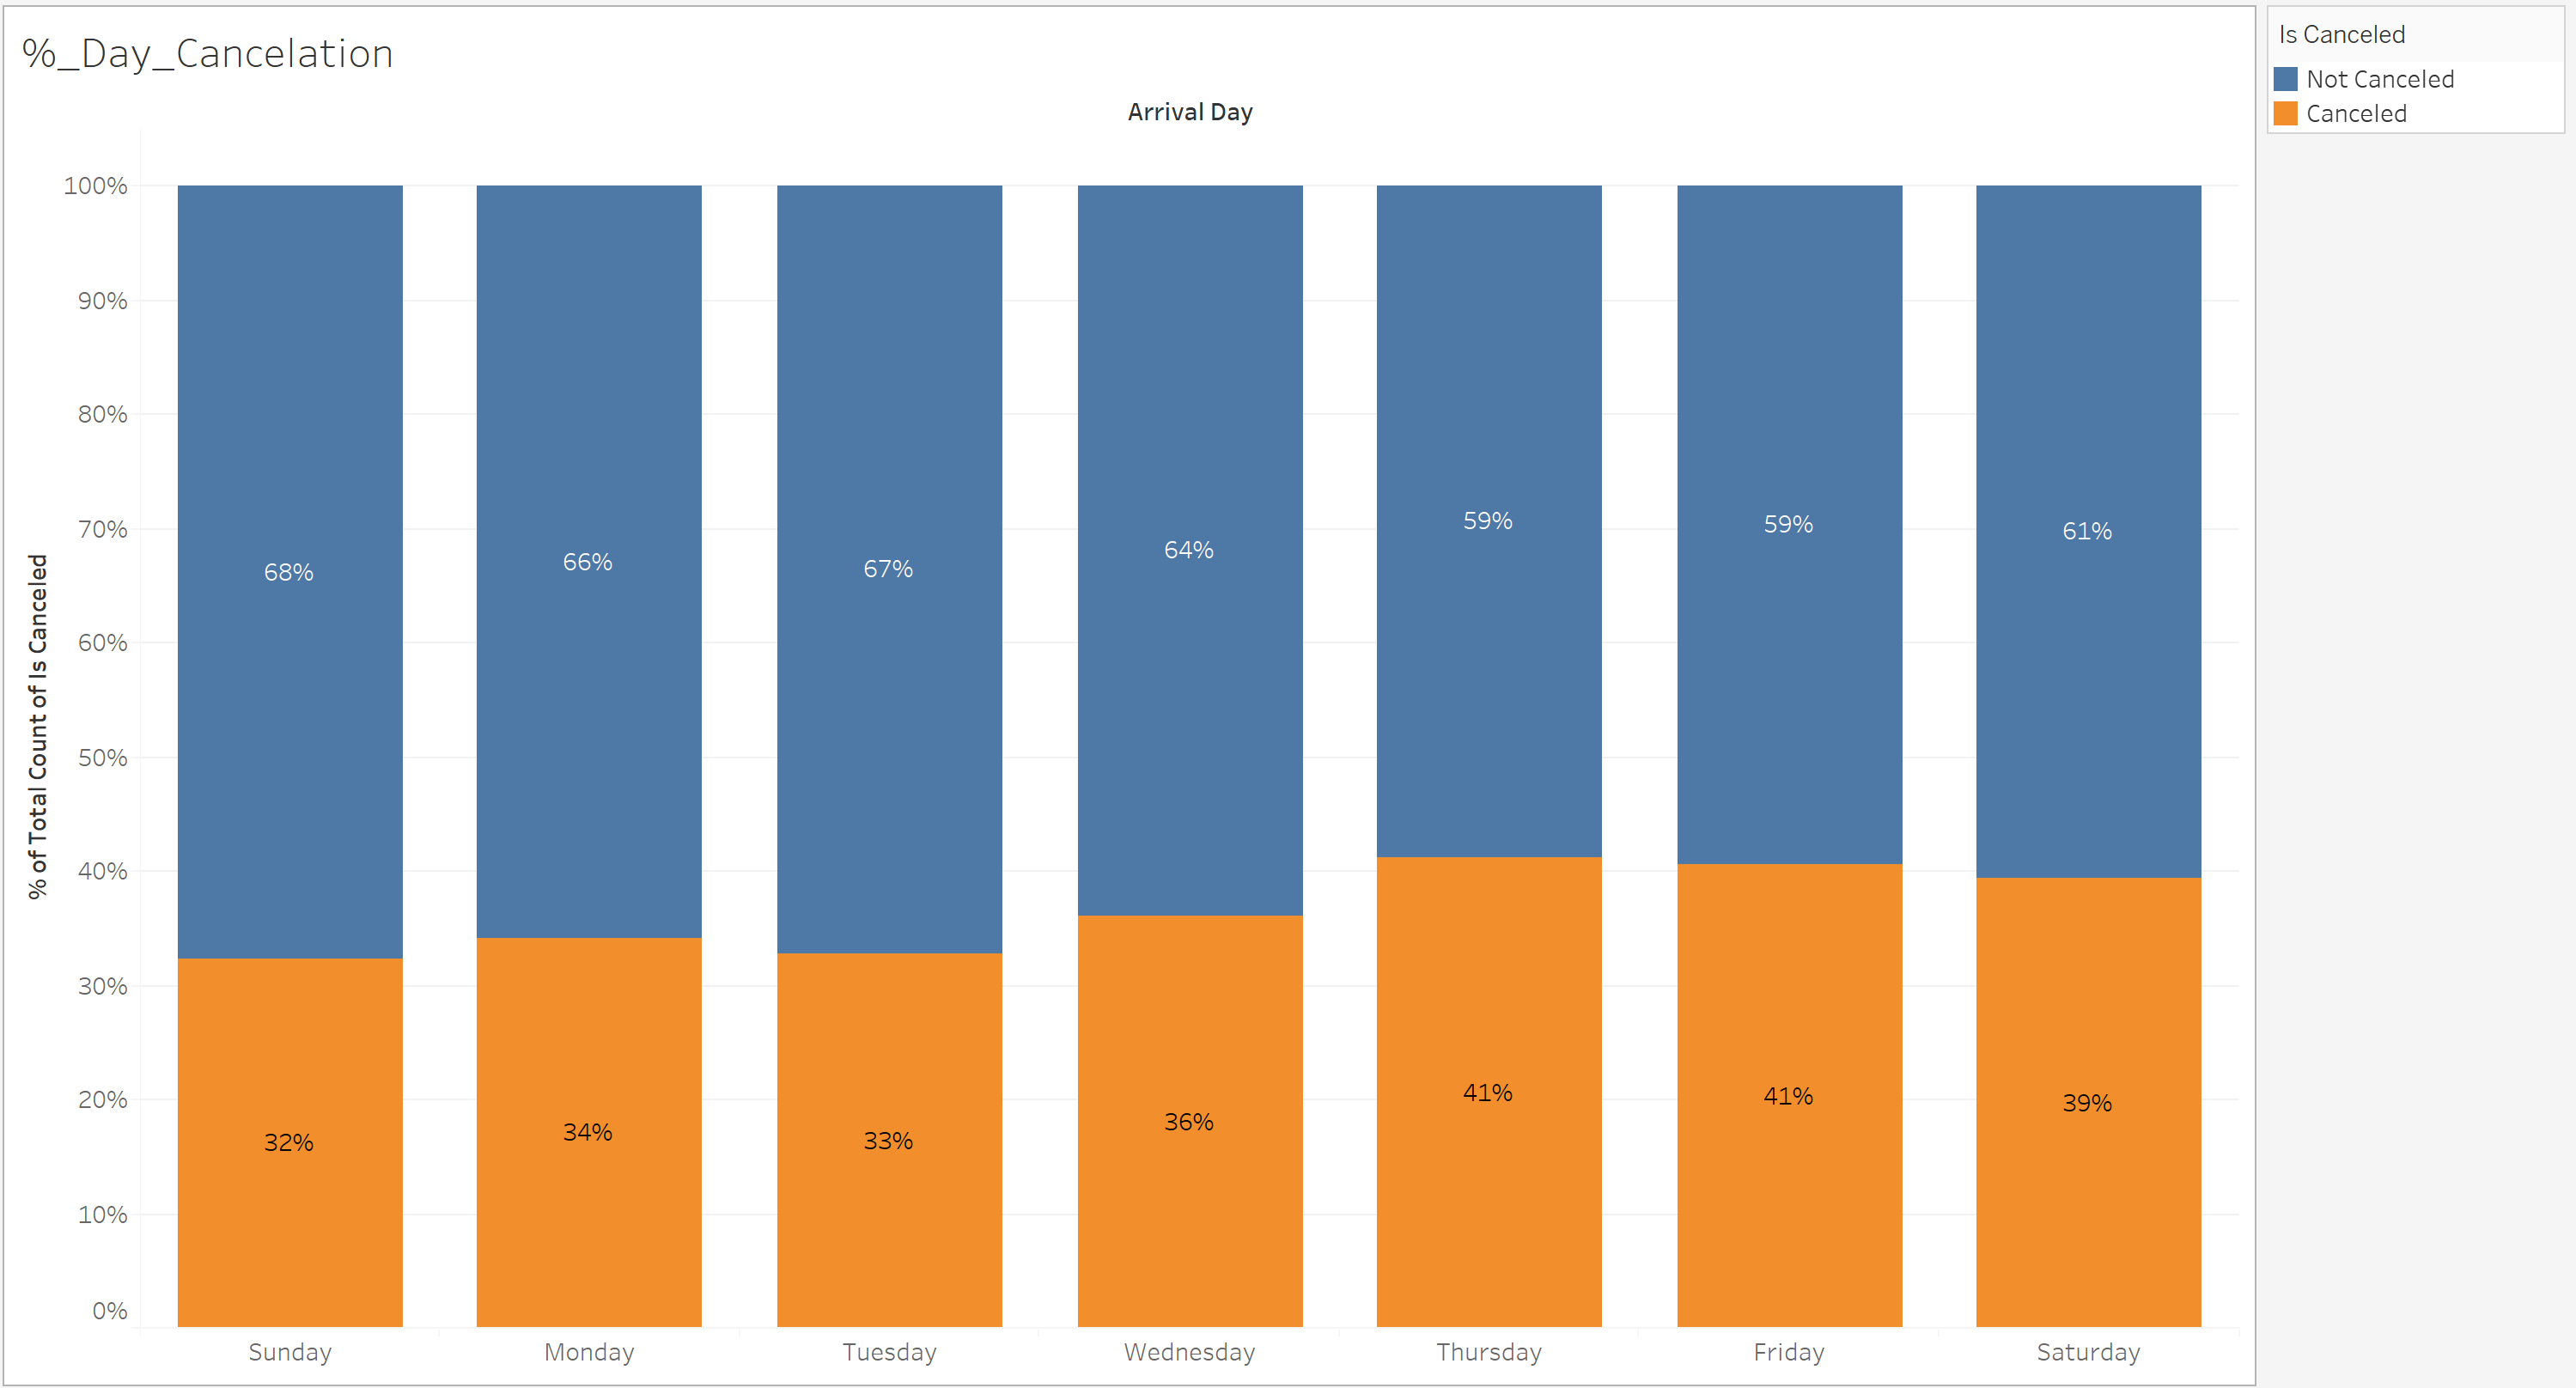 %_Day_Cancelation
Is Canceled
Not Canceled
Canceled
Arrival Day
% of Total Count of Is Canceled
100%
90%
80%
70%
60%
50%
40%
30%
20%
10%
0%
68%
66%
67%
64%
59%
59%
61%
32%
34%
33%
36%
41%
41%
39%
Sunday
Monday
Tuesday
Wednesday
Thursday
Friday
Saturday